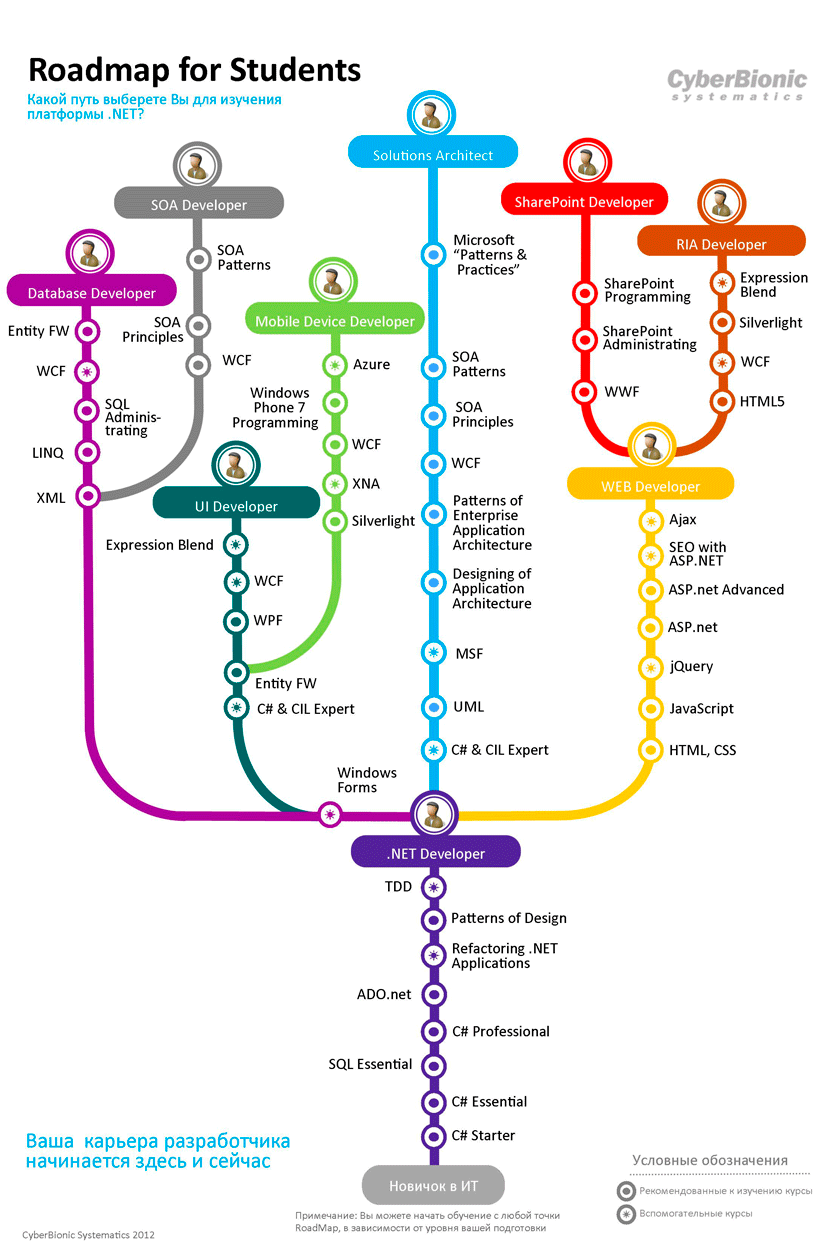 Roadmap for Students
Какой путь выберете Вы для изучения
платформы .NET?
CyberBionic
systematics
Solutions Architect
SOA Developer
SharePoint Developer
RIA Developer
Database Developer
Mobile Device Developer
SOA
Patterns
SOA
Principles
WCF
Entity FW
WCF
SQL
Adminis-
trating
LINQ
XML
Azure
Windows
Phone 7
Programming
WCF
XNA
Silverlight
UI Developer
Expression Blend
WCF
WPF
Entity FW
C# & CIL Expert
Windows
Forms
Microsoft
“Patterns &
Practices”
SOA
Patterns
SOA
Principles
WCF
Patterns of
Enterprise
Application
Architecture
Designing of
Application
Architecture
MSF
UML
C# & CIL Expert
SharePoint
Programming
SharePoint
Administrating
WWF
Expression
Blend
Silverlight
WCF
HTML5
WEB Developer
Ajax
SEO with
ASP.NET
ASP.net Advanced
ASP.net
jQuery
JavaScript
HTML, CSS
.NET Developer
TDD
Patterns of Design
Refactoring .NET
Applications
ADO.net
C# Professional
SQL Essential
C# Essential
C# Starter
Новичок в ИТ
Ваша карьера разработчика
начинается здесь и сейчас
Условные обозначения
Рекомендованные к изучению курсы
Вспомогательные курсы
Примечание: Вы можете начать обучение с любой точки
RoadMap, в зависимости от уровня вашей подготовки
CyberBionic Systematics 2012